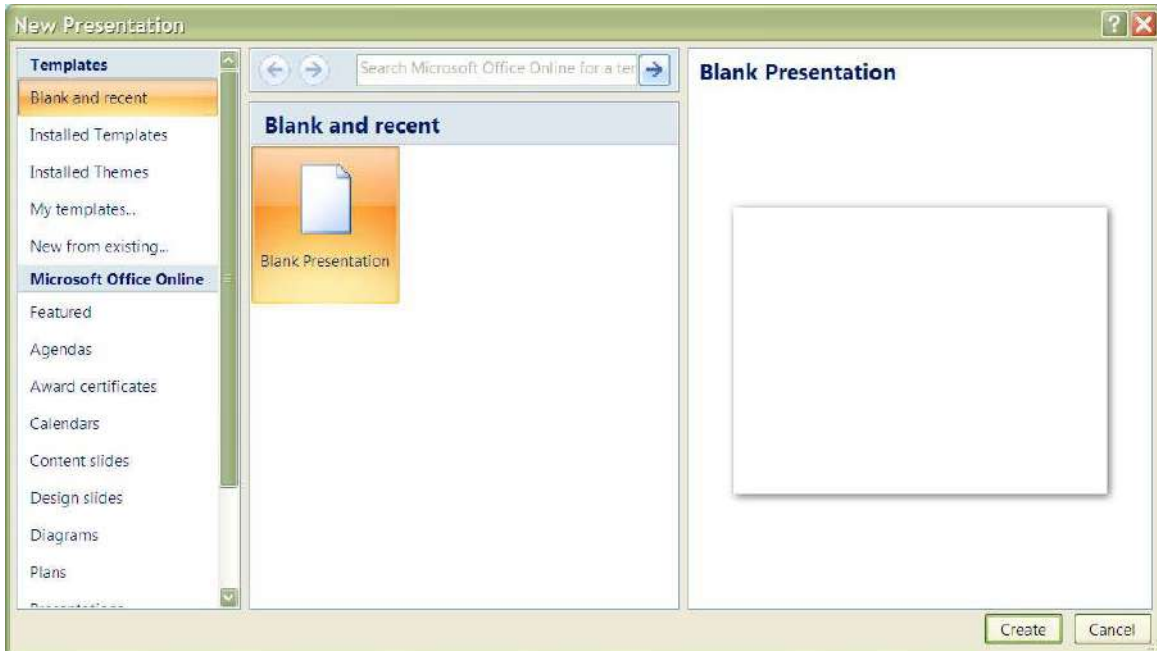 New Presentation
Templates
Blank and recent
Installed Templates
Installed Themes
My templates...
New from existing...
Microsoft Office Online
Featured
Agendas
Award certificates
Calendars
Content slides
Design slides
Diagrams
Plans
Search Microsoft Office Online for a ter
Blank and recent
Blank Presentation
Blank Presentation
Create
Cancel